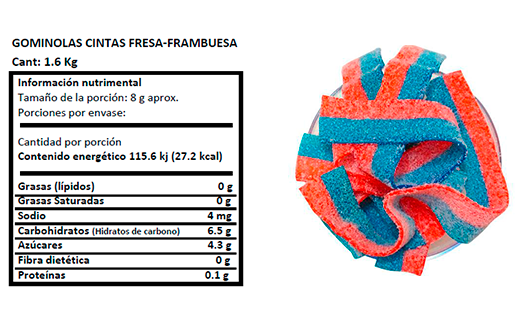 GOMINOLAS CINTAS FRESA-FRAMBUESA
Cant: 1.6 Kg
Información nutrimental
Tamaño de la porción: 8 g aprox.
Porciones por envase:
Cantidad por porción
Contenido energético 115.6 kj (27.2 kcal)
Grasas (lípidos) 0 g
Grasas Saturadas 0 g
Sodio 4 mg
Carbohidratos (Hidratos de carbono) 6.5 g
Azúcares 4.3 g
Fibra dietética 0 g
Proteínas 0.1 g